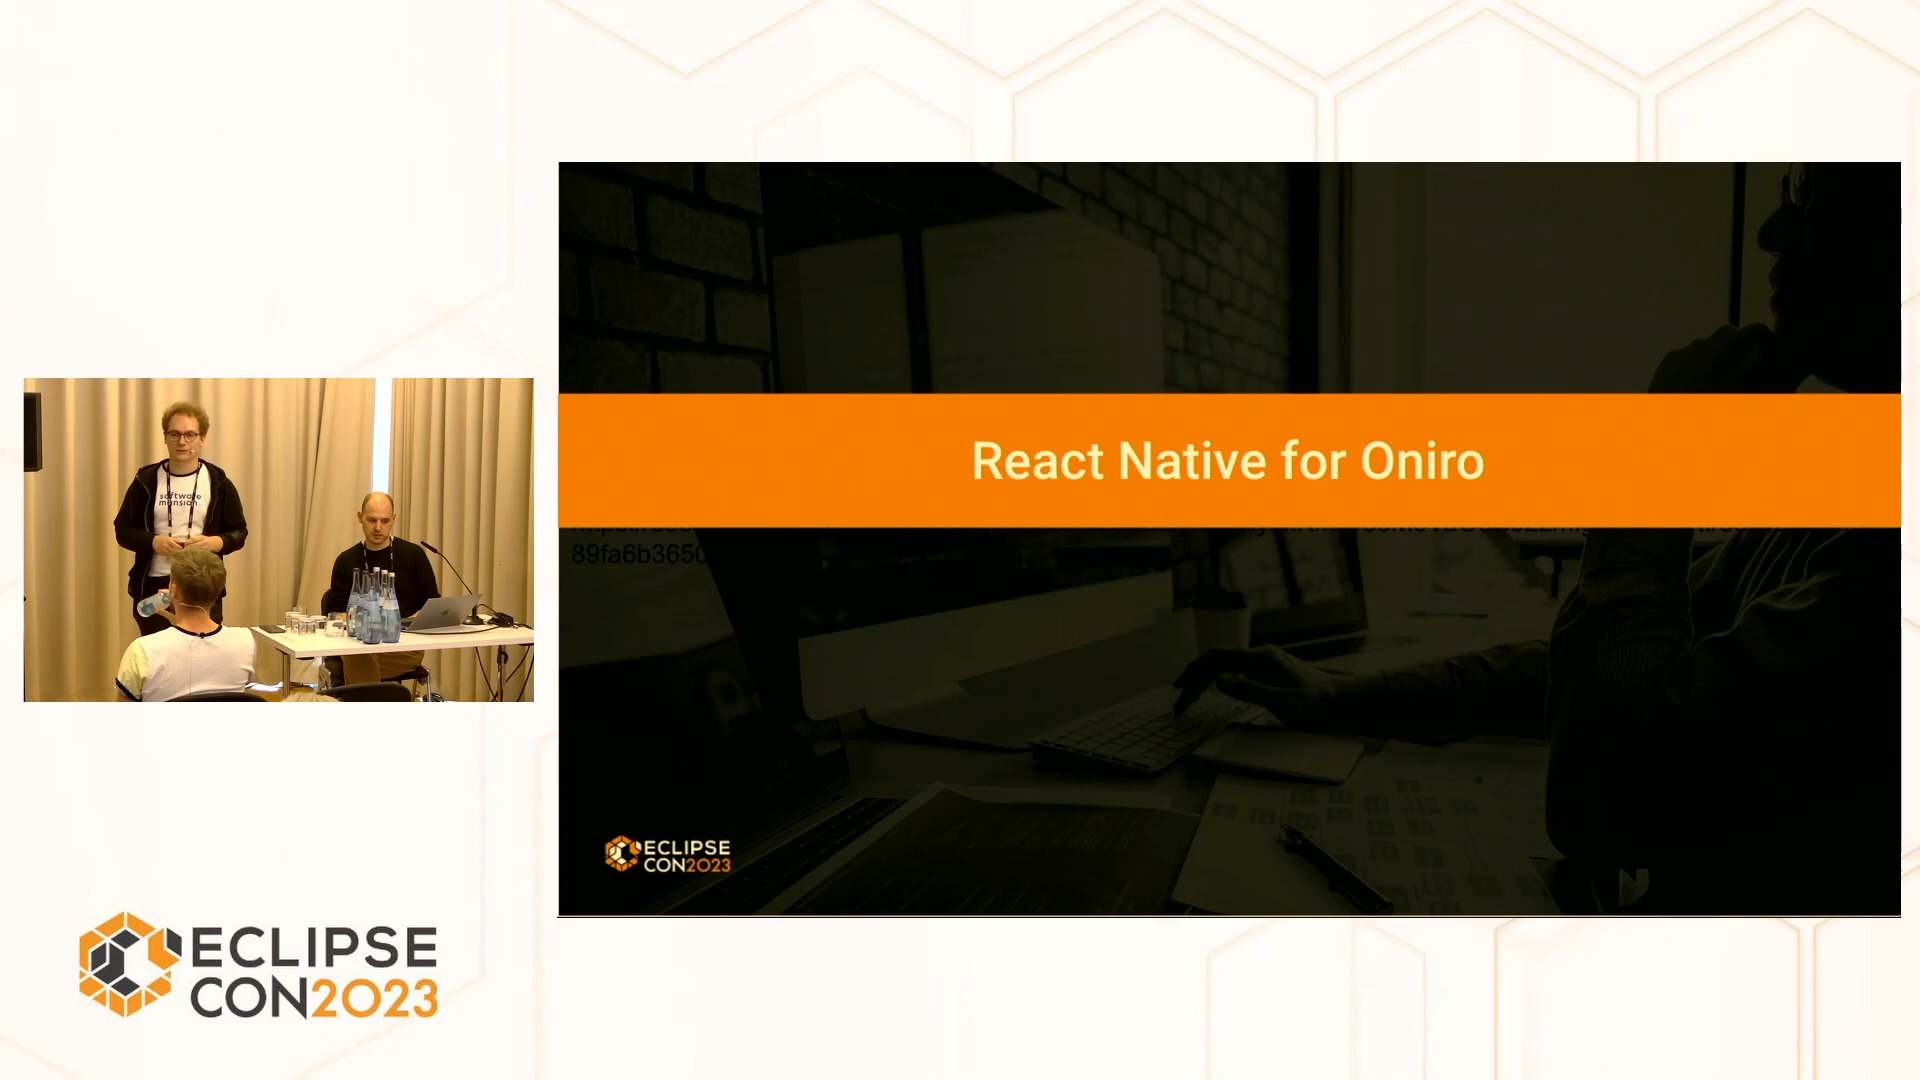 React Native for Oniro
89fa6b3650
software
mansion
ECLIPSE
CON2023
ECLIPSE
CON2023